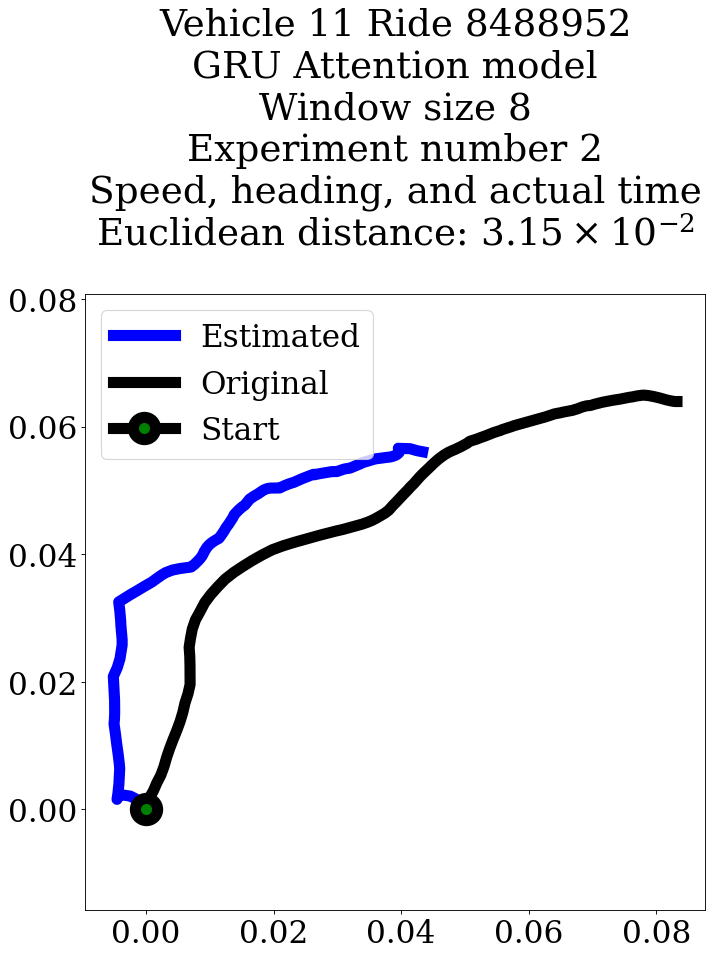 Vehicle 11 Ride 8488952
GRU Attention model
Window size 8
Experiment number 2
Speed, heading, and actual time
Euclidean distance: 3.15 × 10⁻²
0.08
Estimated
Original
0.06
Start
0.04
0.02
0.00
0.00 0.02 0.04 0.06 0.08